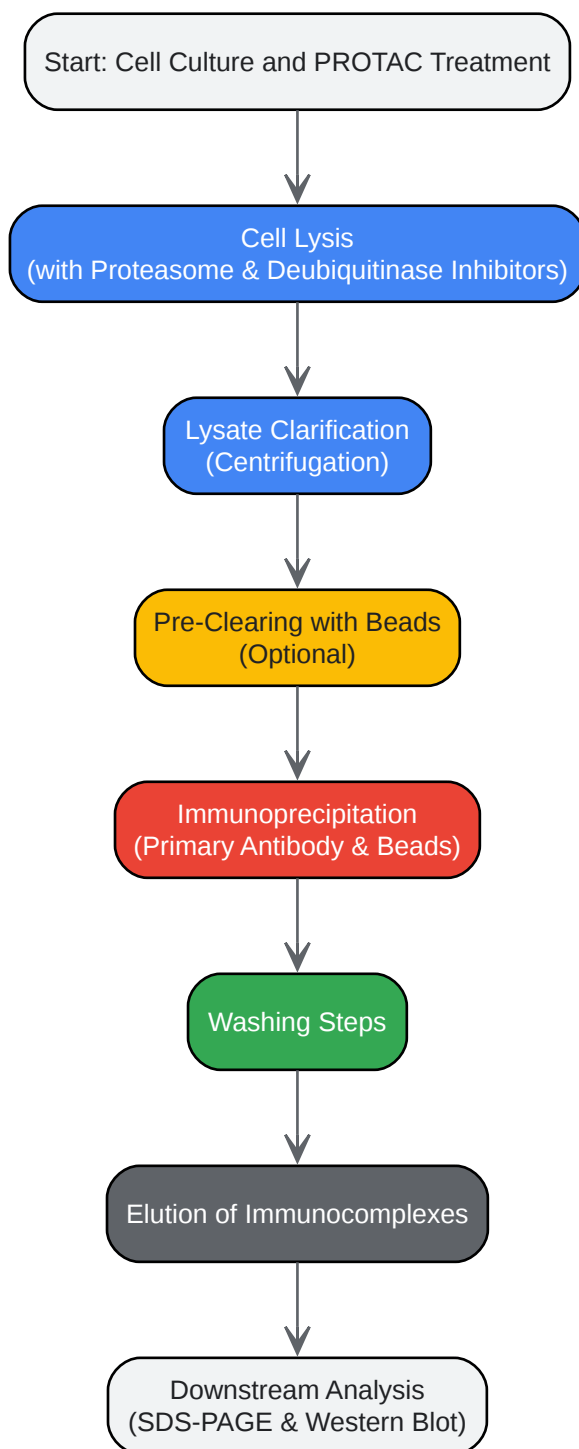 Start: Cell Culture and PROTAC Treatment
Cell Lysis
(with Proteasome & Deubiquitinase Inhibitors)
Lysate Clarification
(Centrifugation)
Pre-Clearing with Beads
(Optional)
Immunoprecipitation
(Primary Antibody & Beads)
Washing Steps
Elution of Immunocomplexes
Downstream Analysis
(SDS-PAGE & Western Blot)